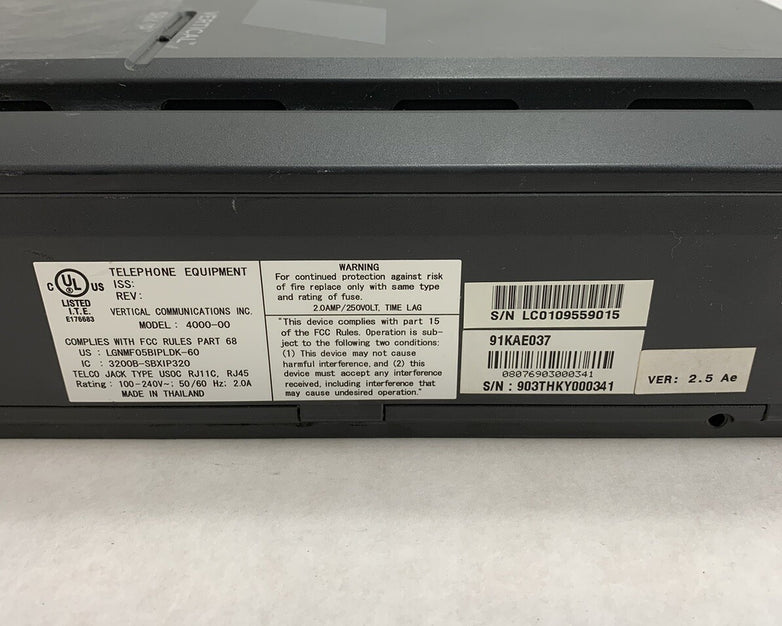 VERTICAL
c UL US
®
LISTED
I.T.E.
E176683
TELEPHONE EQUIPMENT
ISS:
REV:
VERTICAL COMMUNICATIONS INC.
MODEL : 4000-00
COMPLIES WITH FCC RULES PART 68
US : LGNMF05BIPLDK-60
IC : 3200B-SBXIP320
TELCO JACK TYPE USOC RJ11C, RJ45
Rating : 100-240V~; 50/60 Hz; 2.0A
MADE IN THAILAND
WARNING
For continued protection against risk
of fire replace only with same type
and rating of fuse.
2.0AMP/250VOLT, TIME LAG
"This device complies with part 15
of the FCC Rules. Operation is sub-
ject to the following two conditions:
(1) This device may not cause
harmful interference, and (2) this
device must accept any interference
received, including interference that
may cause undesired operation."
S/N LC0109559015
91KAE037
08076903000341
S/N : 903THKY000341
VER: 2.5 Ae